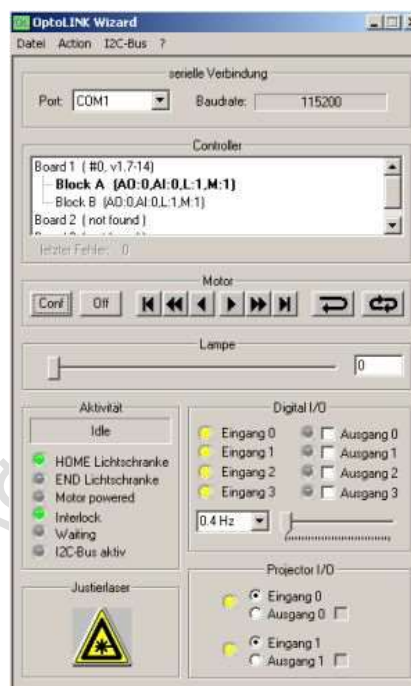 OptoLINK Wizard
Datei Action I2C-Bus ?
serielle Verbindung
Port: COM1 Baudrate: 115200
Controller
Board 1 ( #0, v1.7-14)
Block A (AO:0,AI:0,L:1,M:1)
Block B (AO:0,AI:0,L:1,M:1)
Board 2 ( not found )
letzter Fehler: 0
Motor
Conf Off
Lampe
0
Aktivität
Idle
HOME Lichtschranke
END Lichtschranke
Motor powered
Interlock
Waiting
I2C-Bus aktiv
Digital I/O
Eingang 0 Ausgang 0
Eingang 1 Ausgang 1
Eingang 2 Ausgang 2
Eingang 3 Ausgang 3
0.4 Hz
Justierlaser
Projector I/O
Eingang 0
Ausgang 0
Eingang 1
Ausgang 1